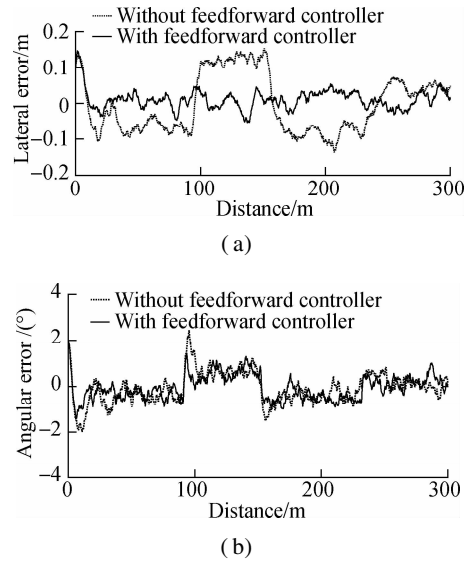 0.2
0.1
0
−0.1
−0.2
Lateral error/m
Without feedforward controller
With feedforward controller
0
100
200
300
Distance/m
(a)
4
2
0
−2
−4
Angular error /(°)
Without feedforward controller
With feedforward controller
0
100
200
300
Distance/m
(b)